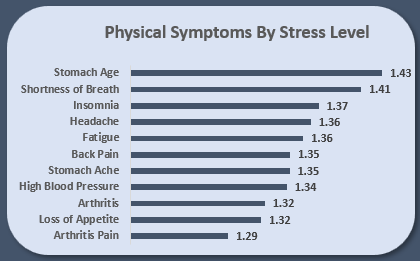 Physical Symptoms By Stress Level
Stomach Age 1.43
Shortness of Breath 1.41
Insomnia 1.37
Headache 1.36
Fatigue 1.36
Back Pain 1.35
Stomach Ache 1.35
High Blood Pressure 1.34
Arthritis 1.32
Loss of Appetite 1.32
Arthritis Pain 1.29